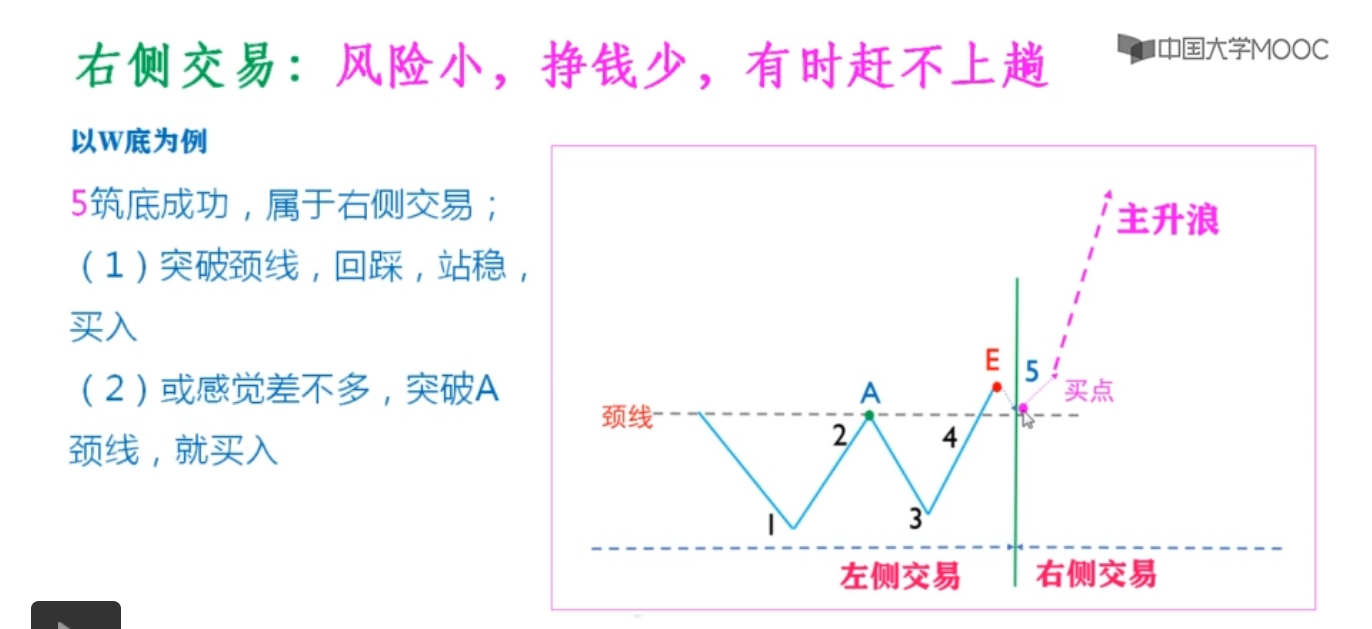 右侧交易：风险小，挣钱少，有时赶不上趟
中国大学MOOC
以W底为例
5筑底成功，属于右侧交易；
（1）突破颈线，回踩，站稳，
买入
（2）或感觉差不多，突破A
颈线，就买入
主升浪
E
5
A
买点
颈线
2
4
1
3
左侧交易
右侧交易